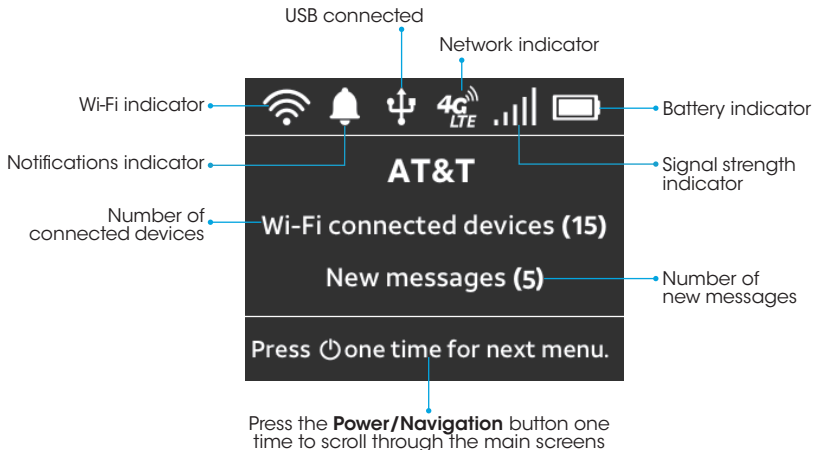 USB connected
Network indicator
Wi-Fi indicator
Battery indicator
4G
LTE
Notifications indicator
AT&T
Signal strength
indicator
Number of
connected devices
Wi-Fi connected devices (15)
New messages (5)
Number of
new messages
Press one time for next menu.
Press the Power/Navigation button one
time to scroll through the main screens